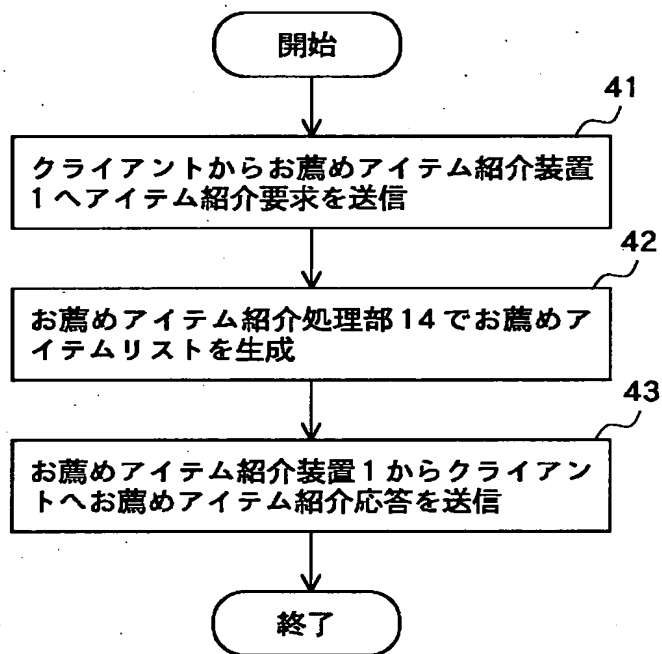 開始
41
クライアントからお薦めアイテム紹介装置
1へアイテム紹介要求を送信
42
お薦めアイテム紹介処理部14でお薦めア
イテムリストを生成
43
お薦めアイテム紹介装置1からクライアン
トへお薦めアイテム紹介応答を送信
終了